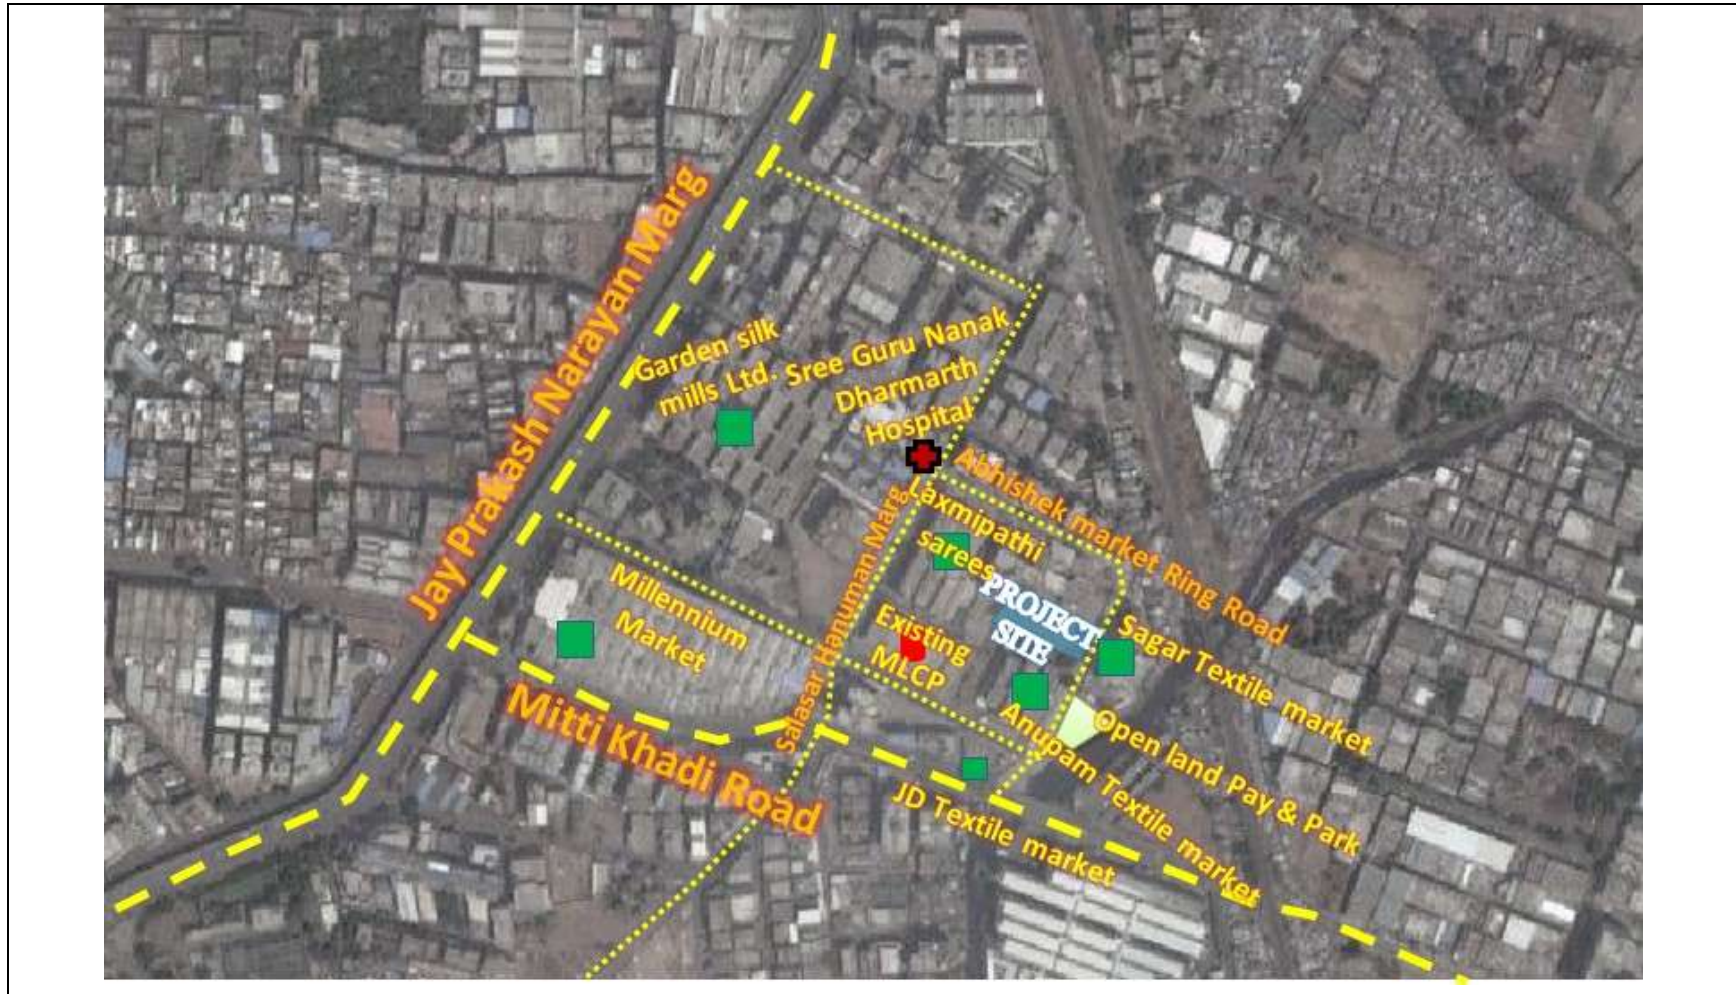 Jay Prakash Narayan Marg
Garden silk
mills Ltd.
Sree Guru Nanak
Dharmarth
Hospital
Abhishek market Ring Road
Laxmipathi
sarees
PROJECT
SITE
Salasar Hanuman Marg
Millennium
Market
Existing
MLCP
Sagar Textile market
Anupam Textile market
Open land Pay & Park
Mitti Khadi Road
JD Textile market